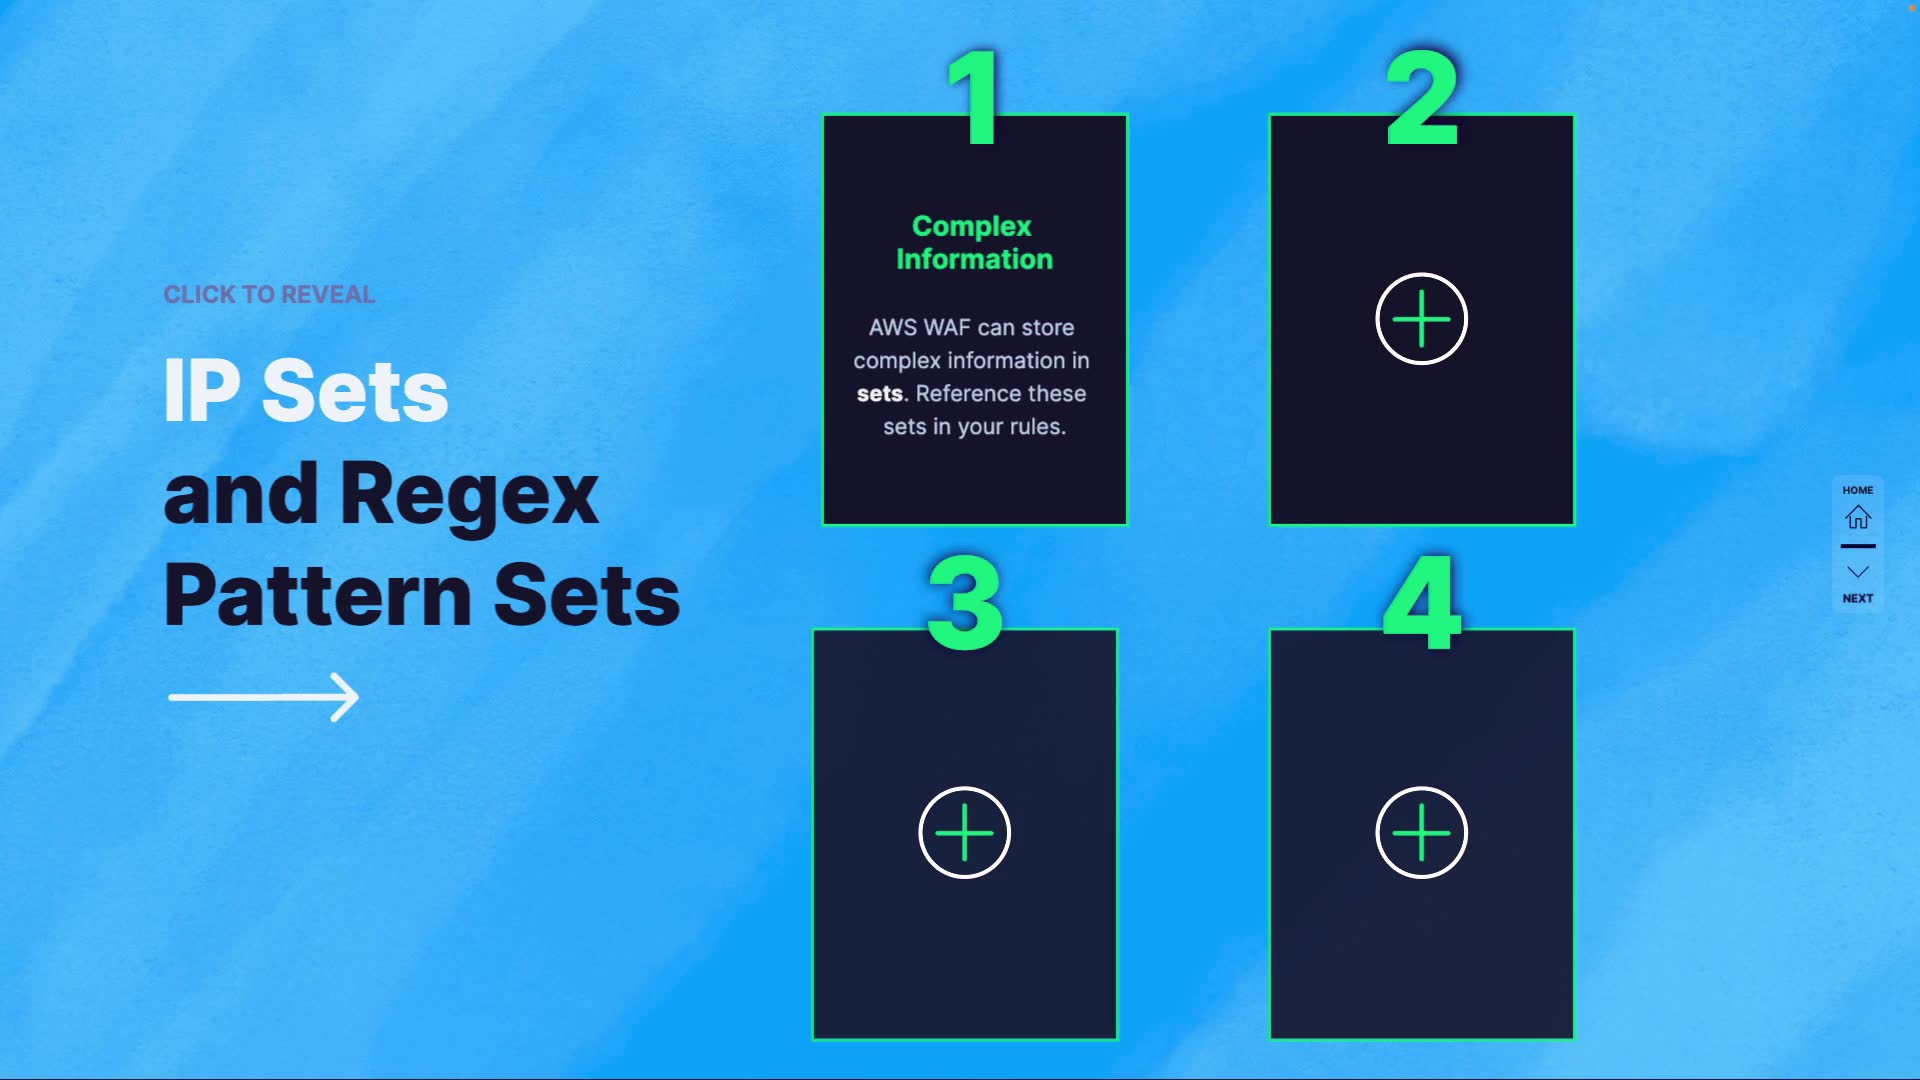 CLICK TO REVEAL
IP Sets
and Regex
Pattern Sets
1
Complex
Information
AWS WAF can store
complex information in
sets. Reference these
sets in your rules.
2
3
4
HOME
NEXT